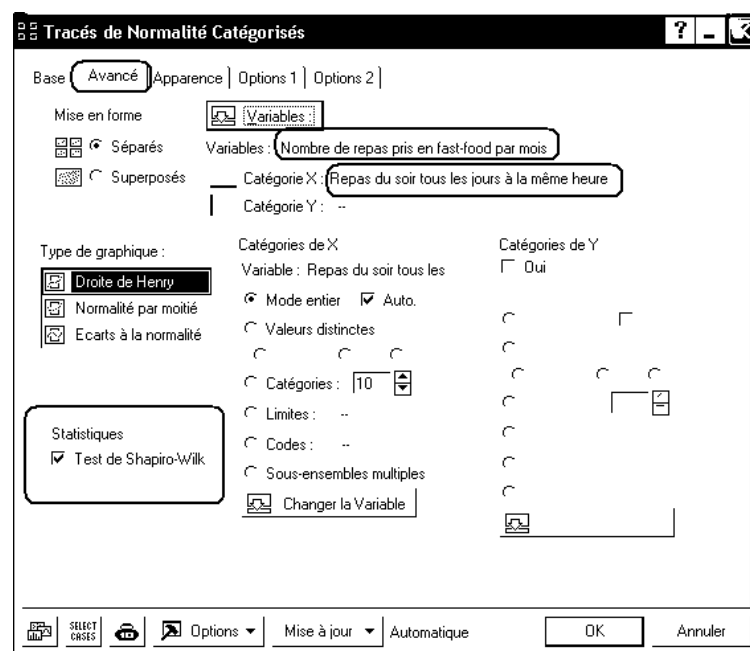 Tracés de Normalité Catégorisés
Base Avancé Apparence Options 1 Options 2
Mise en forme
Variables :
Séparés
Variables : Nombre de repas pris en fast-food par mois
Superposés
Catégorie X : Repas du soir tous les jours à la même heure
Catégorie Y : --
Type de graphique :
Droite de Henry
Normalité par moitié
Ecarts à la normalité
Statistiques
Test de Shapiro-Wilk
Catégories de X
Variable : Repas du soir tous les
Mode entier Auto.
Valeurs distinctes
Catégories : 10
Limites : --
Codes : --
Sous-ensembles multiples
Changer la Variable
Catégories de Y
Oui
SELECT CASES
Options
Mise à jour
Automatique
OK
Annuler